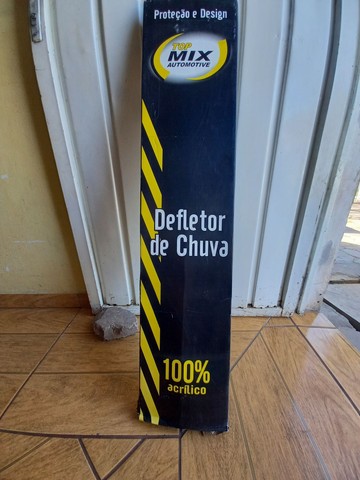 Proteção e Design
TOP
MIX
AUTOMOTIVE
Defletor
de Chuva
100%
acrílico